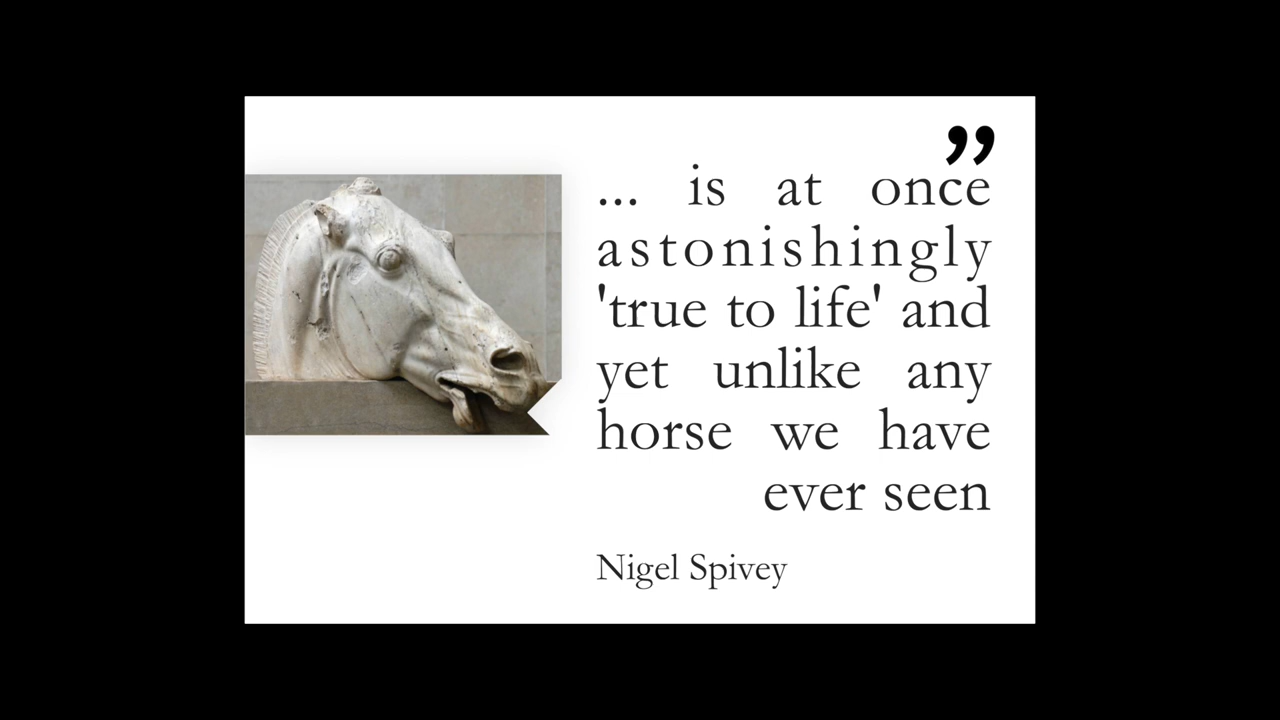 ”
... is at once
astonishingly
'true to life' and
yet unlike any
horse we have
ever seen
Nigel Spivey